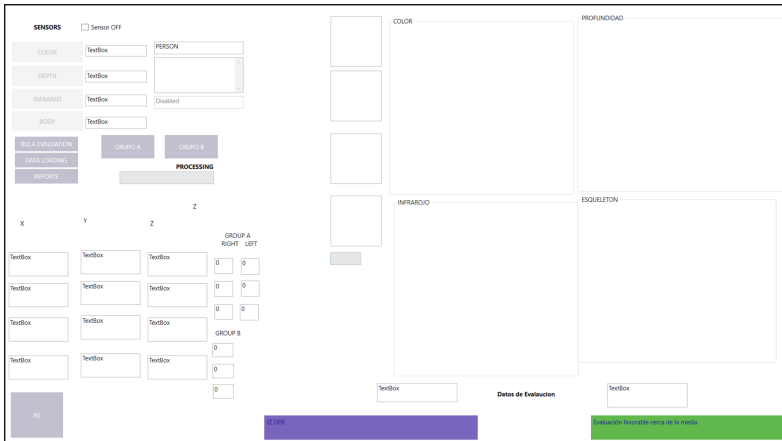 SENSORS
Sensor OFF
COLOR
TextBox
PERSON
DEPTH
TextBox
INFRARED
TextBox
Disabled
BODY
TextBox
RULA EVALUATION
GRUPO A
GRUPO B
DATA LOADING
PROCESSING
REPORTE
Z
X
Y
Z
GROUP A
RIGHT LEFT
TextBox
TextBox
TextBox
0
0
TextBox
TextBox
TextBox
0
0
0
0
TextBox
TextBox
TextBox
GROUP B
0
TextBox
TextBox
TextBox
0
0
All
COLOR
PROFUNDIDAD
INFRAROJO
ESQUELETON
TextBox
Datos de Evalaucion
TextBox
IZ DER
Evaluación favorable cerca de la media